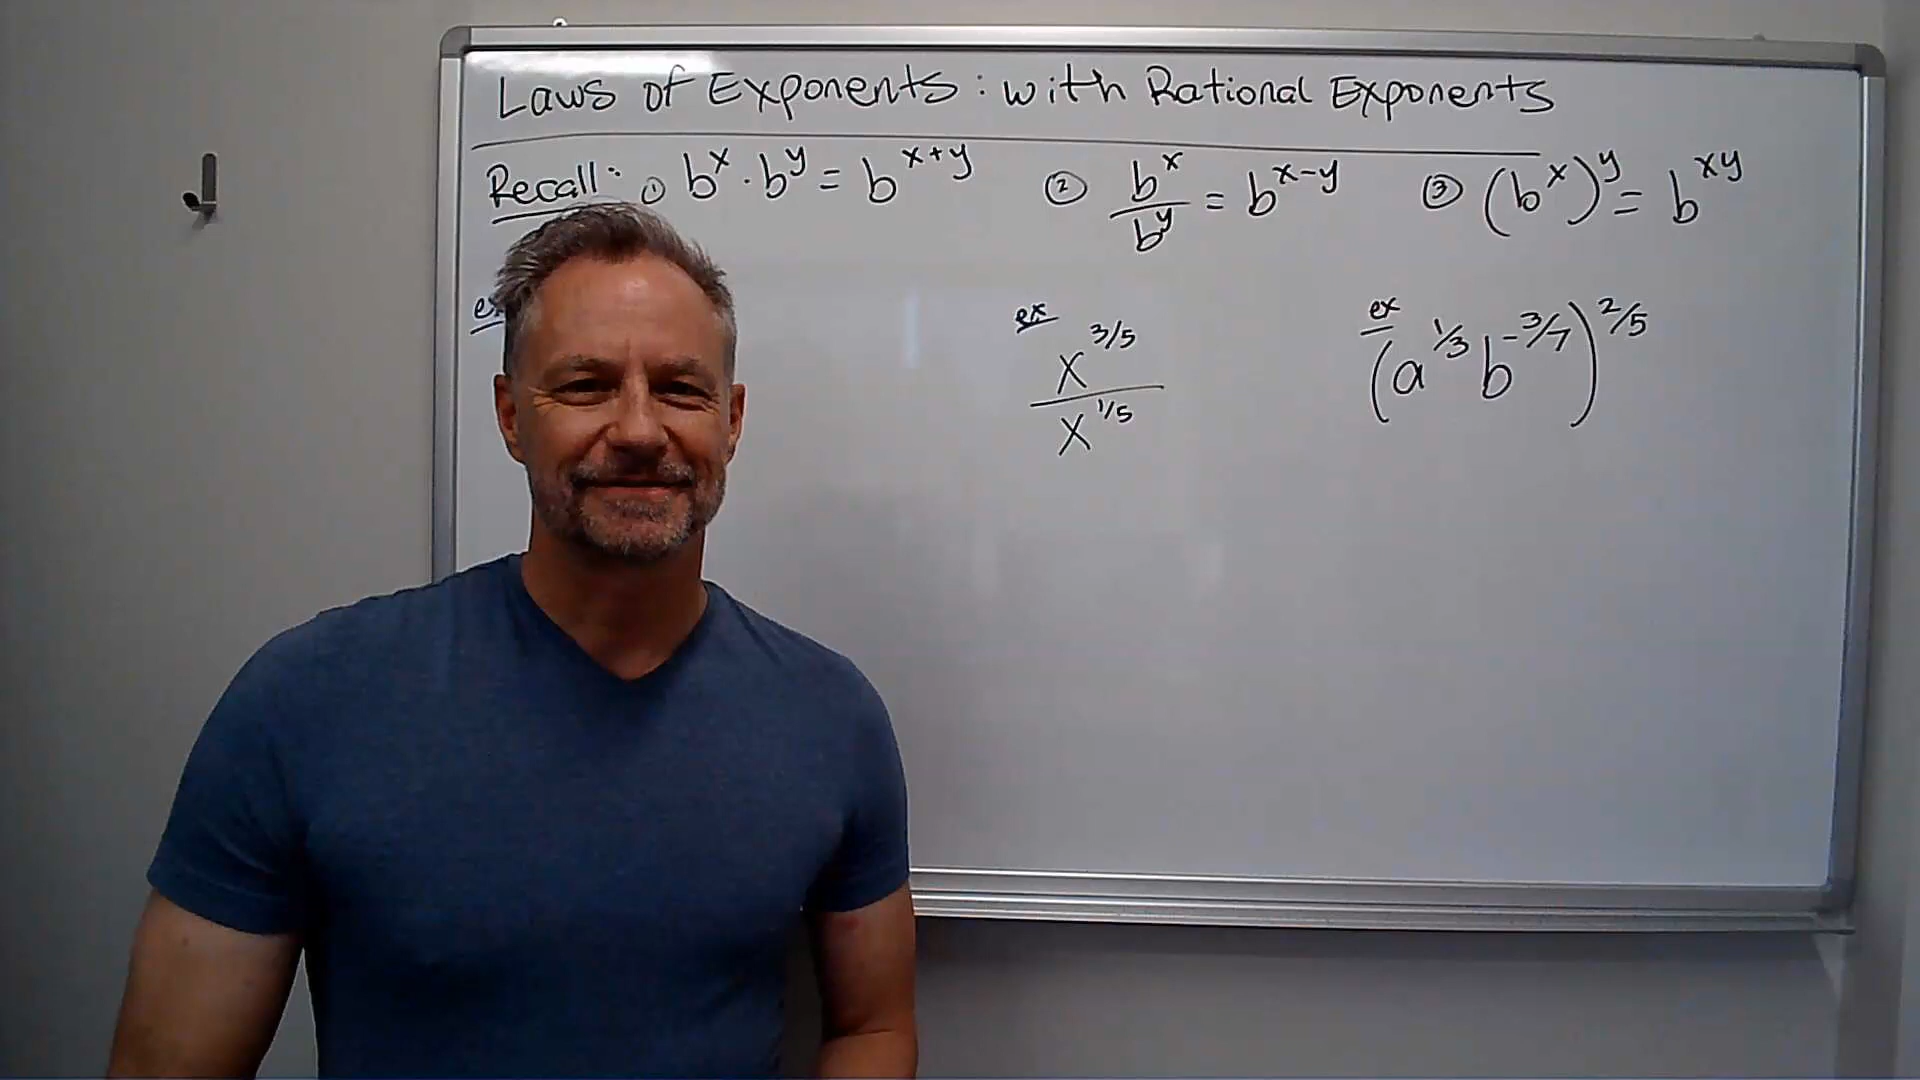 Laws of Exponents: with Rational Exponents
Recall: ① b^x · b^y = b^(x+y) ② b^x / b^y = b^(x-y) ③ (b^x)^y = b^(xy)
ex ex
x^(3/5) / x^(1/5) (a^(1/3) b^(-3/7))^(2/5)